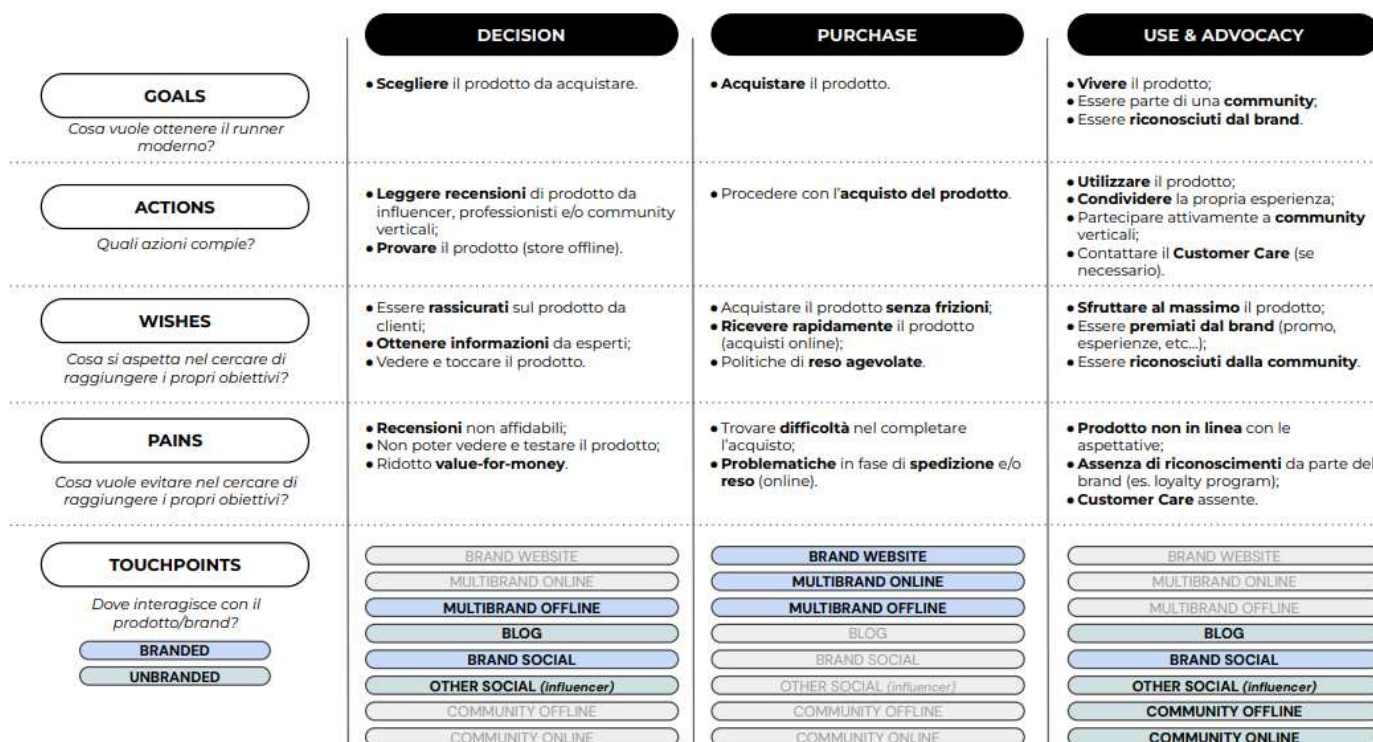 DECISION
PURCHASE
USE & ADVOCACY
GOALS
Cosa vuole ottenere il runner
moderno?
• Scegliere il prodotto da acquistare.
• Acquistare il prodotto.
• Vivere il prodotto;
• Essere parte di una community;
• Essere riconosciuti dal brand.
ACTIONS
Quali azioni compie?
• Leggere recensioni di prodotto da
influencer, professionisti e/o community
verticali;
• Provare il prodotto (store offline).
• Procedere con l'acquisto del prodotto.
• Utilizzare il prodotto;
• Condividere la propria esperienza;
• Partecipare attivamente a community
verticali;
• Contattare il Customer Care (se
necessario).
WISHES
Cosa si aspetta nel cercare di
raggiungere i propri obiettivi?
• Essere rassicurati sul prodotto da
clienti;
• Ottenere informazioni da esperti;
• Vedere e toccare il prodotto.
• Acquistare il prodotto senza frizioni;
• Ricevere rapidamente il prodotto
(acquisti online);
• Politiche di reso agevolate.
• Sfruttare al massimo il prodotto;
• Essere premiati dal brand (promo,
esperienze, etc...);
• Essere riconosciuti dalla community.
PAINS
Cosa vuole evitare nel cercare di
raggiungere i propri obiettivi?
• Recensioni non affidabili;
• Non poter vedere e testare il prodotto;
• Ridotto value-for-money.
• Trovare difficoltà nel completare
l'acquisto;
• Problematiche in fase di spedizione e/o
reso (online).
• Prodotto non in linea con le
aspettative;
• Assenza di riconoscimenti da parte del
brand (es. loyalty program);
• Customer Care assente.
TOUCHPOINTS
Dove interagisce con il
prodotto/brand?
BRANDED
UNBRANDED
BRAND WEBSITE
MULTIBRAND ONLINE
MULTIBRAND OFFLINE
BLOG
BRAND SOCIAL
OTHER SOCIAL (influencer)
COMMUNITY OFFLINE
COMMUNITY ONLINE
BRAND WEBSITE
MULTIBRAND ONLINE
MULTIBRAND OFFLINE
BLOG
BRAND SOCIAL
OTHER SOCIAL (influencer)
COMMUNITY OFFLINE
COMMUNITY ONLINE
BRAND WEBSITE
MULTIBRAND ONLINE
MULTIBRAND OFFLINE
BLOG
BRAND SOCIAL
OTHER SOCIAL (influencer)
COMMUNITY OFFLINE
COMMUNITY ONLINE